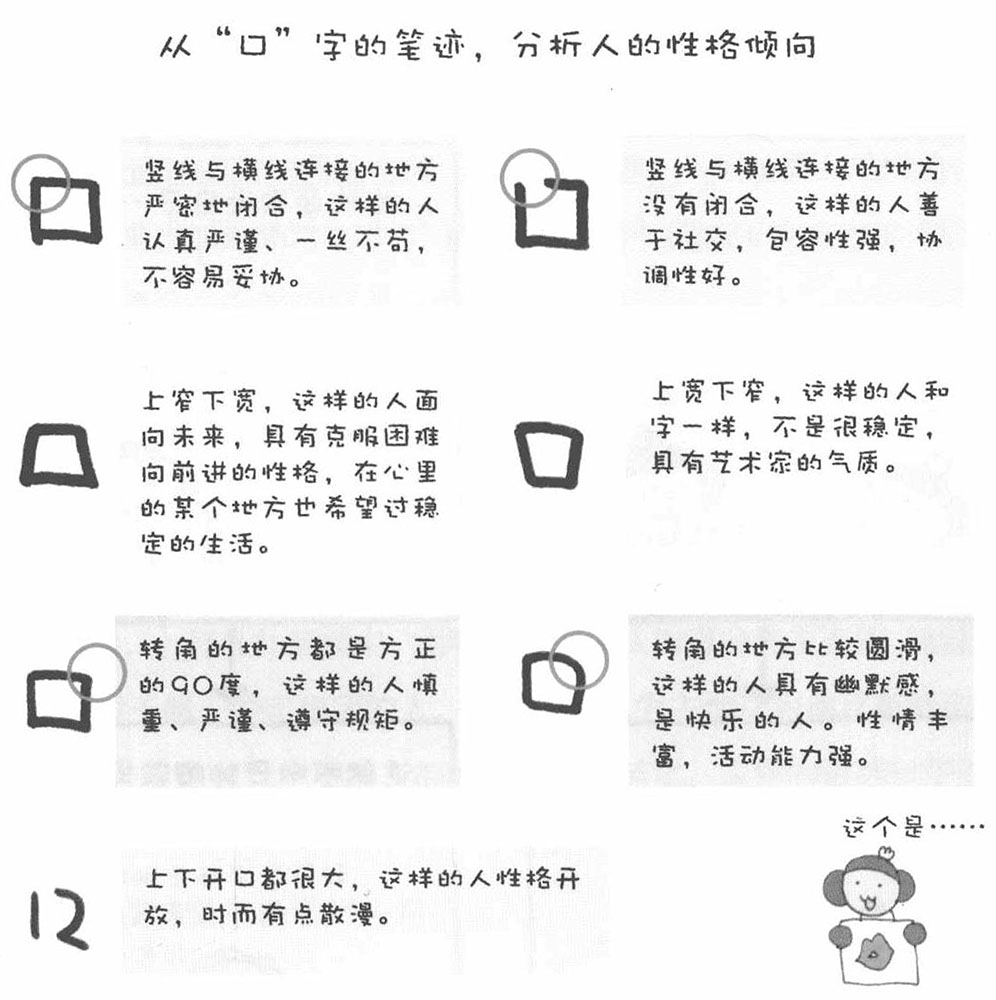 从“口”字的笔迹，分析人的性格倾向
竖线与横线连接的地方
严密地闭合，这样的人
认真严谨、一丝不苟，
不容易妥协。
竖线与横线连接的地方
没有闭合，这样的人善
于社交，包容性强，协
调性好。
上窄下宽，这样的人面
向未来，具有克服困难
向前进的性格，在心里
的某个地方也希望过稳
定的生活。
上宽下窄，这样的人和
字一样，不是很稳定，
具有艺术家的气质。
转角的地方都是方正
的90度，这样的人慎
重、严谨、遵守规矩。
转角的地方比较圆滑，
这样的人具有幽默感，
是快乐的人。性情丰
富，活动能力强。
上下开口都很大，这样的人性格开
放，时而有点散漫。
这个是……